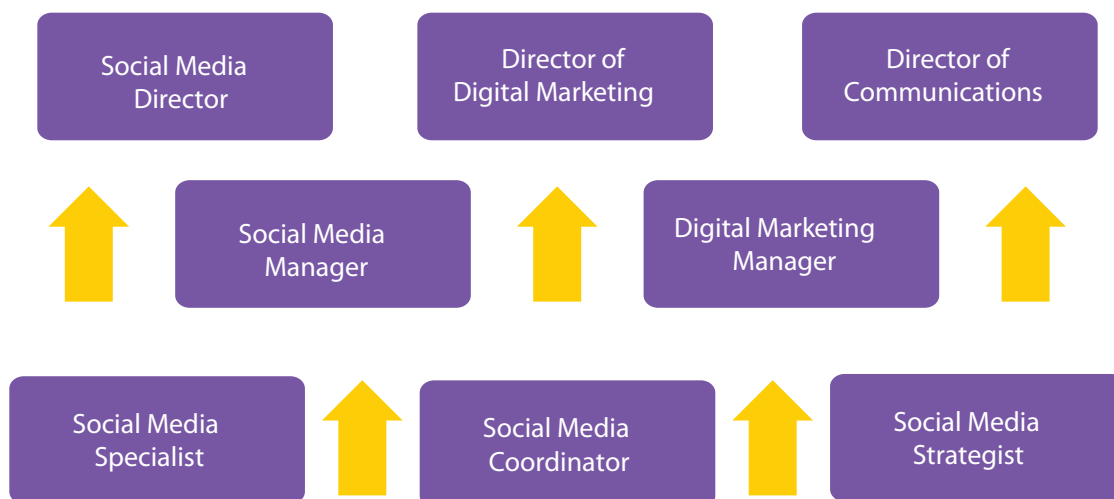 Social Media
Director
Director of
Digital Marketing
Director of
Communications
Social Media
Manager
Digital Marketing
Manager
Social Media
Specialist
Social Media
Coordinator
Social Media
Strategist